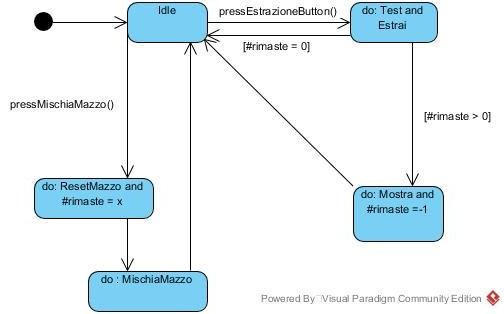 Idle
pressEstrazioneButton()
do: Test and
Estrai
[#rimaste = 0]
pressMischiaMazzo()
[#rimaste > 0]
do: ResetMazzo and
#rimaste = x
do: Mostra and
#rimaste =-1
do : MischiaMazzo
Powered By Visual Paradigm Community Edition